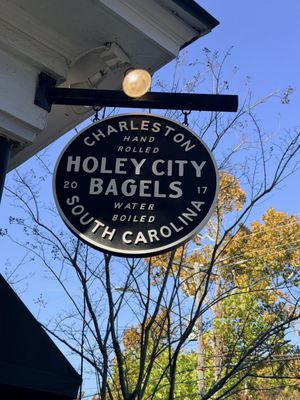 CHARLESTON
HAND
ROLLED
HOLEY CITY
20 BAGELS 17
WATER
BOILED
SOUTH CAROLINA